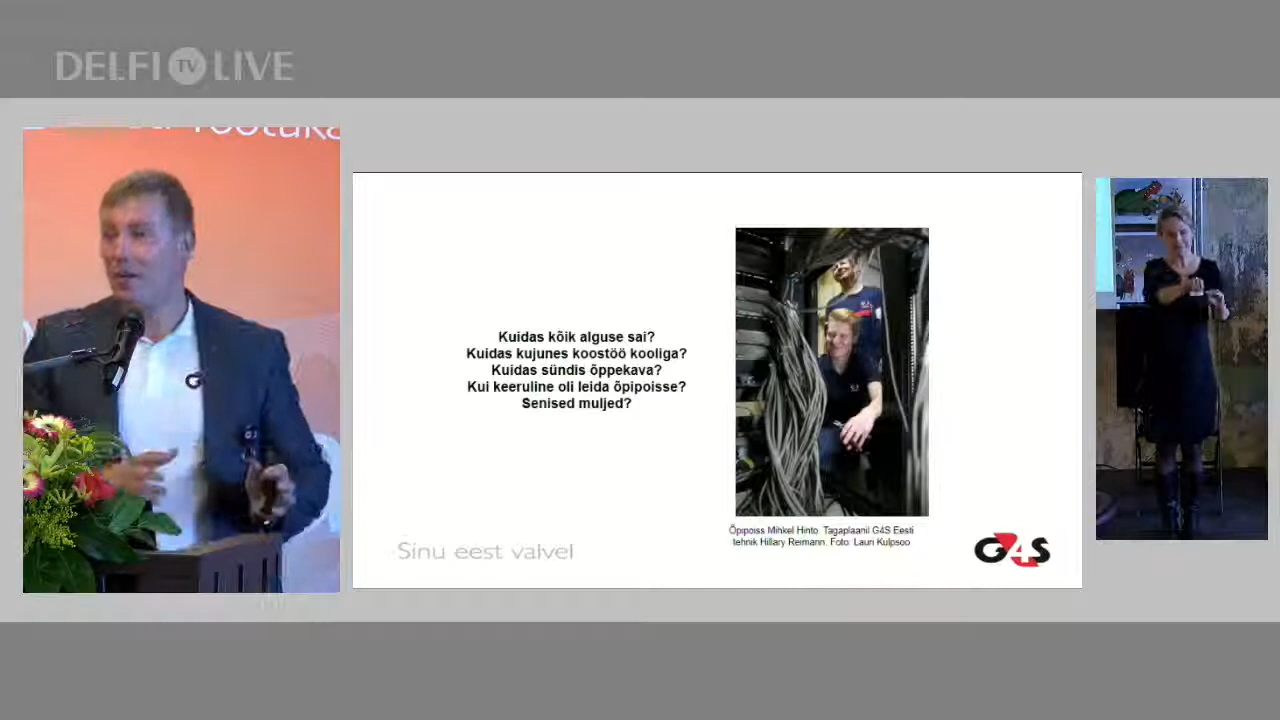 DELFI TV LIVE
Kuidas kõik alguse sai?
Kuidas kujunes koostöö kooliga?
Kuidas sündis õppekava?
Kui keeruline oli leida õpipoisse?
Senised muljed?
Õpipoiss Mihkel Hinto. Tagaplaanil G4S Eesti
tehnik Hillary Reimann. Foto: Lauri Kulpsoo
Sinu eest valvel
G4S